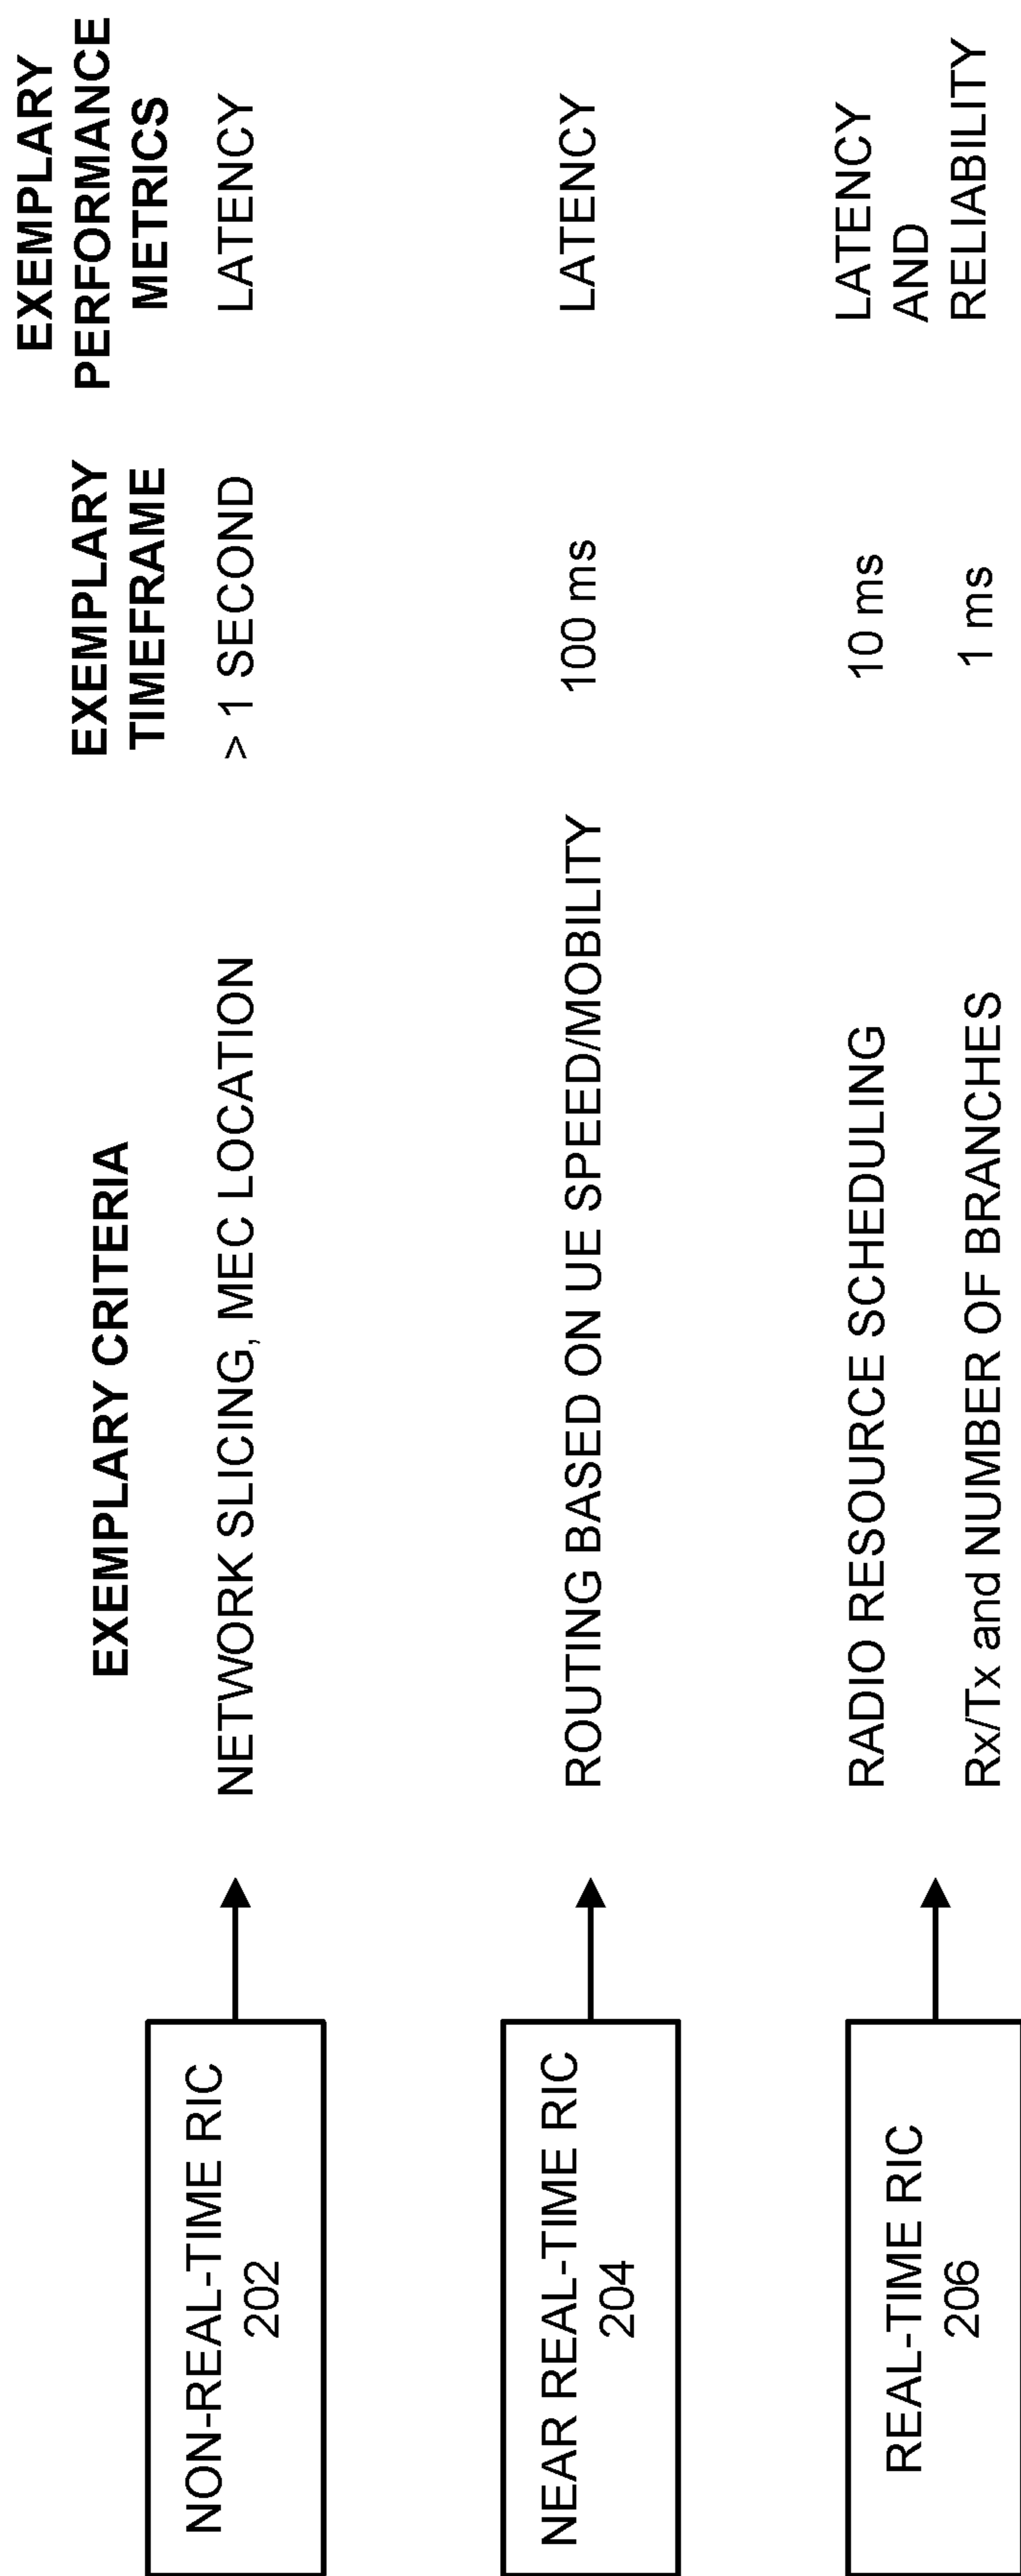 EXEMPLARY CRITERIA
EXEMPLARY
TIMEFRAME
EXEMPLARY
PERFORMANCE
METRICS
NON-REAL-TIME RIC
202
NETWORK SLICING, MEC LOCATION
> 1 SECOND
LATENCY
NEAR REAL-TIME RIC
204
ROUTING BASED ON UE SPEED/MOBILITY
100 ms
LATENCY
REAL-TIME RIC
206
RADIO RESOURCE SCHEDULING
10 ms
Rx/Tx and NUMBER OF BRANCHES
1 ms
LATENCY
AND
RELIABILITY